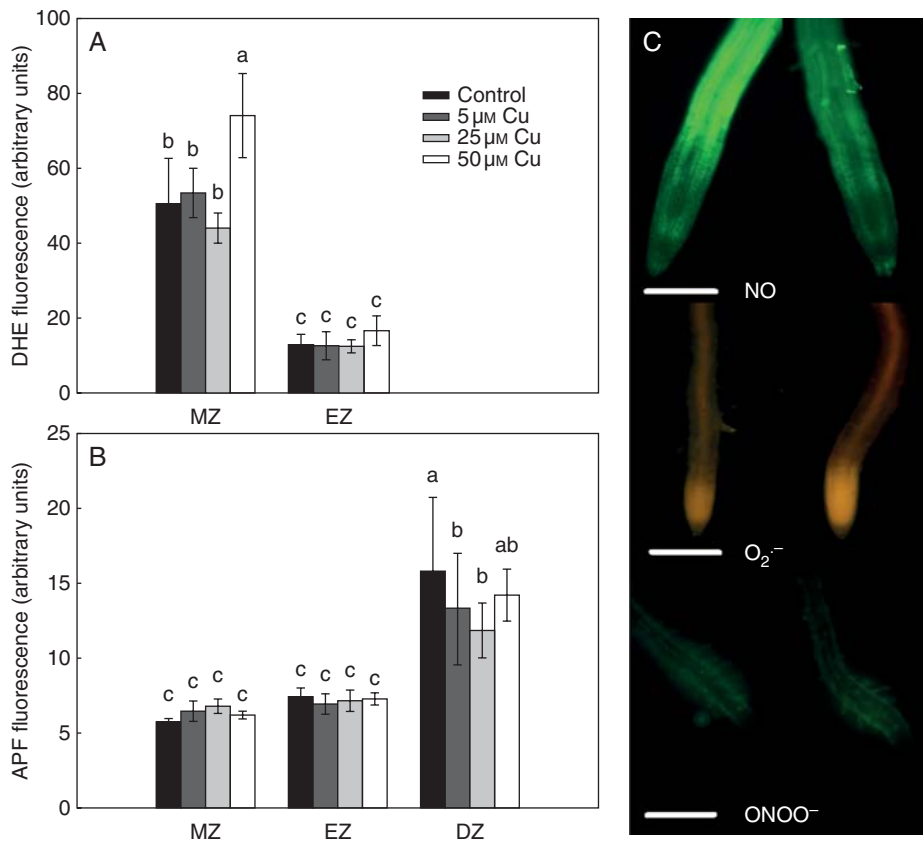 A
DHE fluorescence (arbitrary units)
100
80
60
40
20
0
b
b
b
a
c
c
c
c
Control
5 µM Cu
25 µM Cu
50 µM Cu
MZ
EZ
B
APF fluorescence (arbitrary units)
25
20
15
10
5
0
c
c
c
c
c
c
c
c
a
b
b
ab
MZ
EZ
DZ
C
NO
O₂·⁻
ONOO⁻